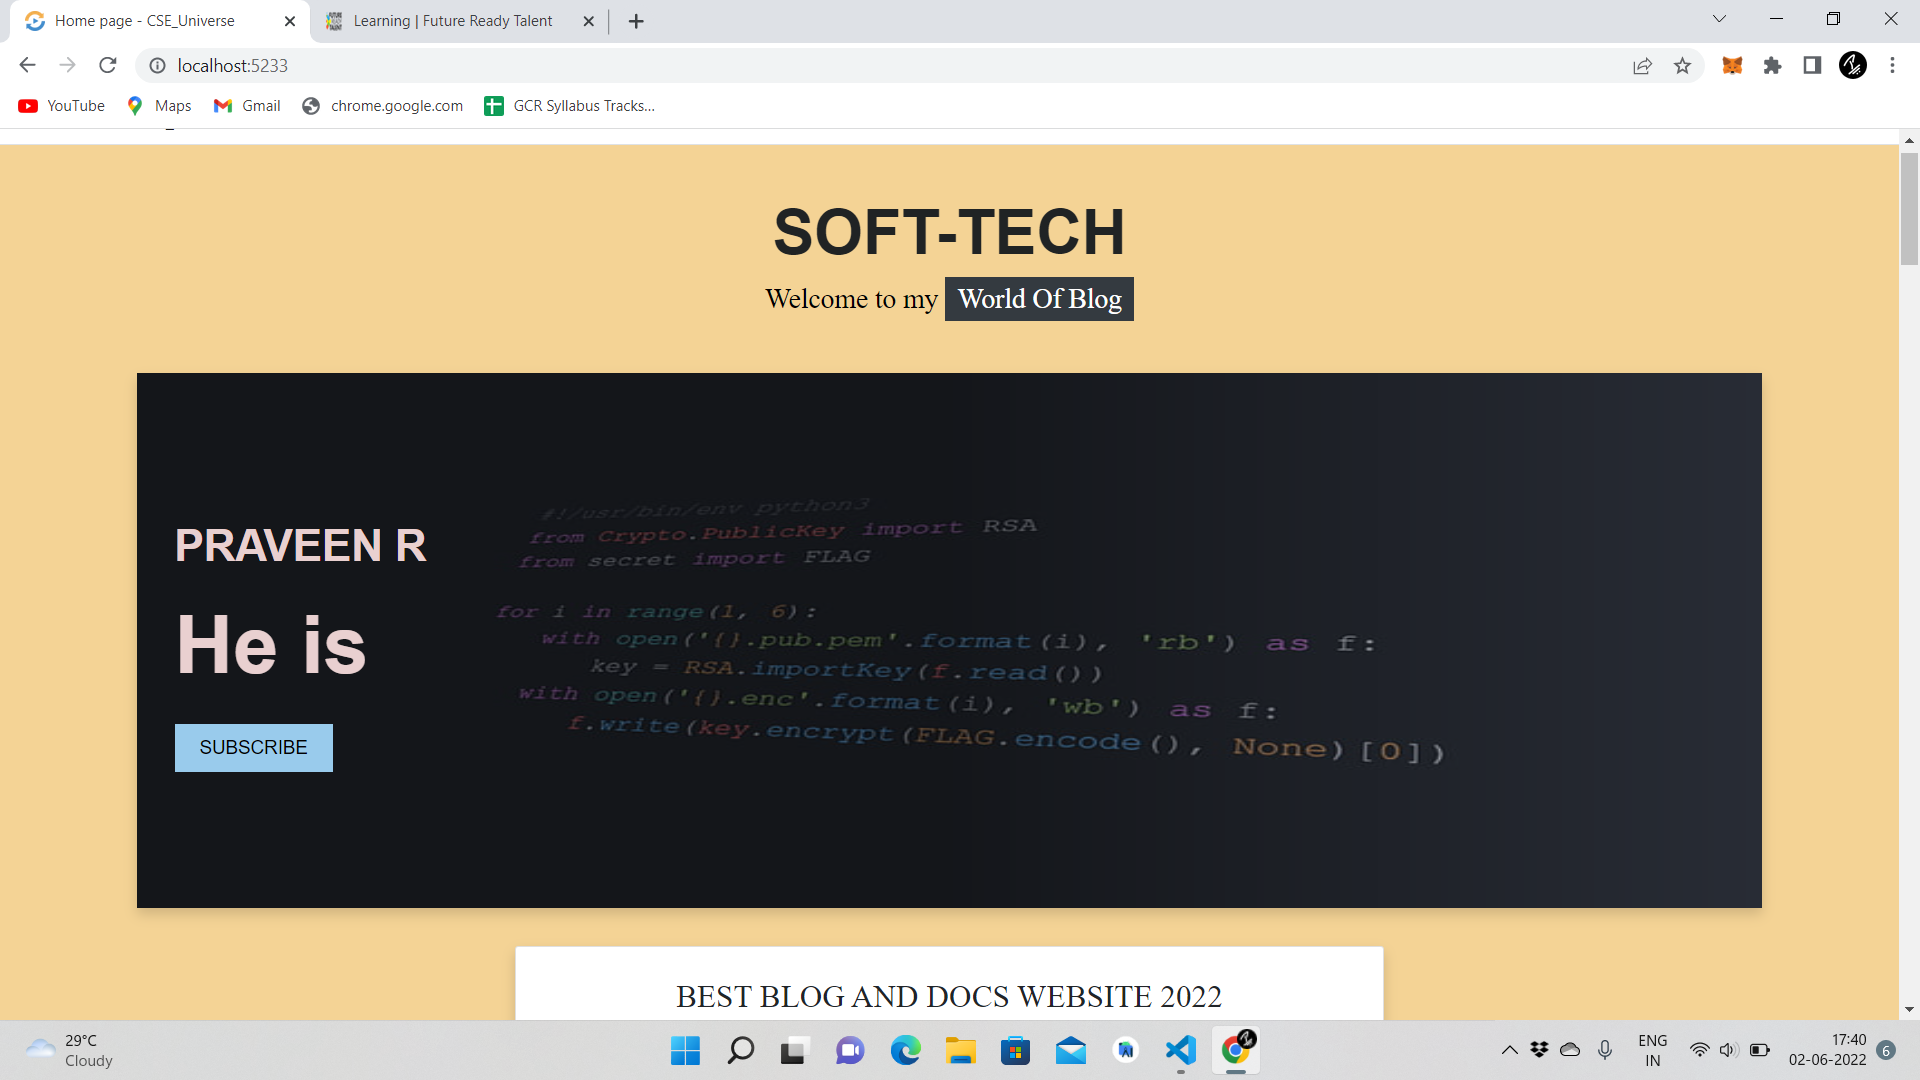 Home page - CSE_Universe
Learning | Future Ready Talent
localhost:5233
YouTube
Maps
Gmail
chrome.google.com
GCR Syllabus Tracks...
SOFT-TECH
Welcome to my World Of Blog
#!/usr/bin/env python3
from Crypto.PublicKey import RSA
from secret import FLAG
for i in range(1, 6):
with open('{}.pub.pem'.format(i), 'rb') as f:
key = RSA.importKey(f.read())
with open('{}.enc'.format(i), 'wb') as f:
f.write(key.encrypt(FLAG.encode(), None)[0])
PRAVEEN R
He is
SUBSCRIBE
BEST BLOG AND DOCS WEBSITE 2022
29°C
Cloudy
ENG
IN
17:40
02-06-2022
6